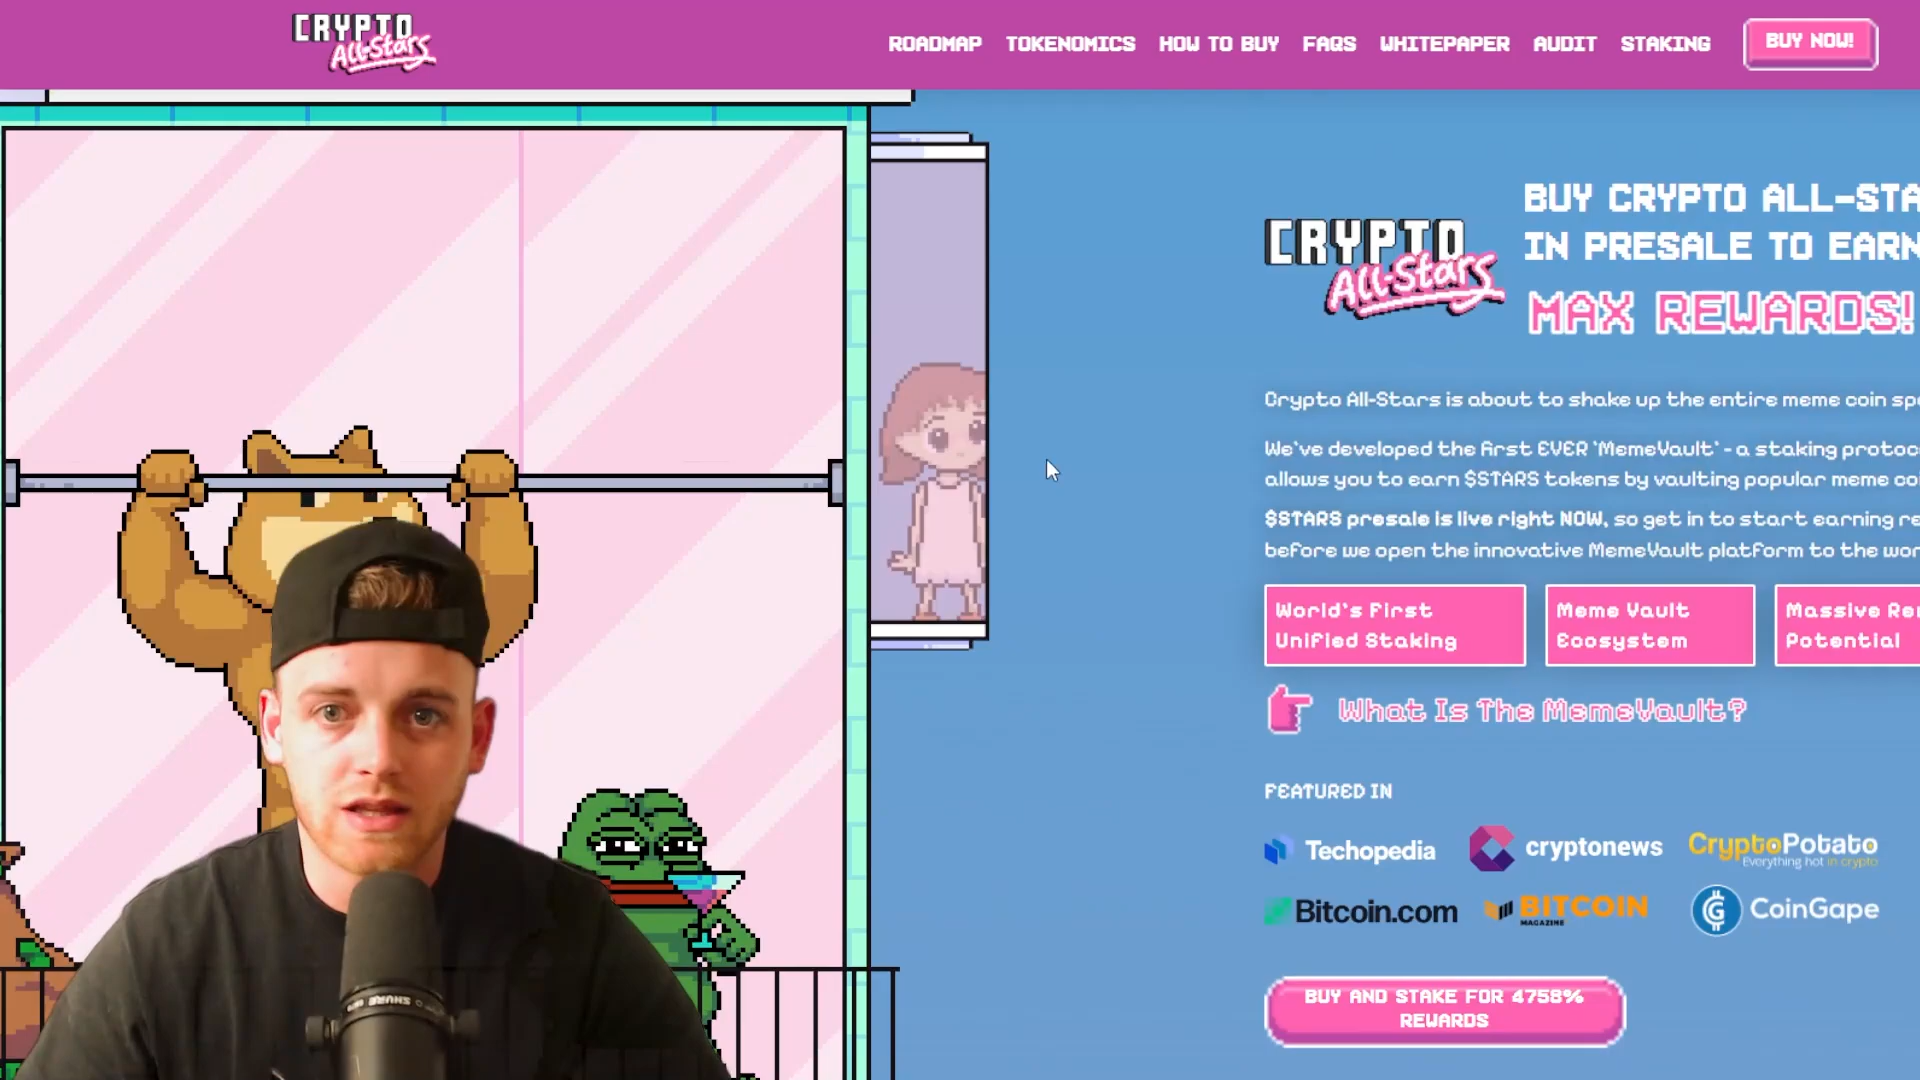 CRYPTO
All-Stars
ROADMAP TOKENOMICS HOW TO BUY FAQS WHITEPAPER AUDIT STAKING BUY NOW!
CRYPTO
All-Stars
BUY CRYPTO ALL-STA
IN PRESALE TO EARN
MAX REWARDS!
Crypto All-Stars is about to shake up the entire meme coin spa
We've developed the first EVER 'MemeVault' - a staking protoco
allows you to earn $STARS tokens by vaulting popular meme coi
$STARS presale is live right NOW, so get in to start earning re
before we open the innovative MemeVault platform to the wor
World's First
Unified Staking
Meme Vault
Ecosystem
Massive Re
Potential
What Is The MemeVault?
FEATURED IN
Techopedia
cryptonews
CryptoPotato
Everything hot in crypto
Bitcoin.com
BITCOIN
MAGAZINE
CoinGape
BUY AND STAKE FOR 4758%
REWARDS
SHURE